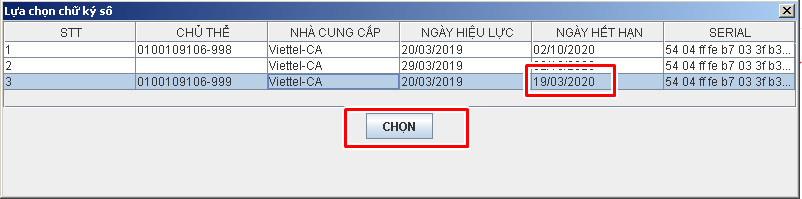 Lựa chọn chữ ký số
STT CHỦ THỂ NHÀ CUNG CẤP NGÀY HIỆU LỰC NGÀY HẾT HẠN SERIAL
1 0100109106-998 Viettel-CA 20/03/2019 02/10/2020 54 04 ff fe b7 03 3f b3...
2 Viettel-CA 29/03/2019 54 04 ff fe b7 03 3f b3...
3 0100109106-999 Viettel-CA 20/03/2019 19/03/2020 54 04 ff fe b7 03 3f b3...
CHỌN